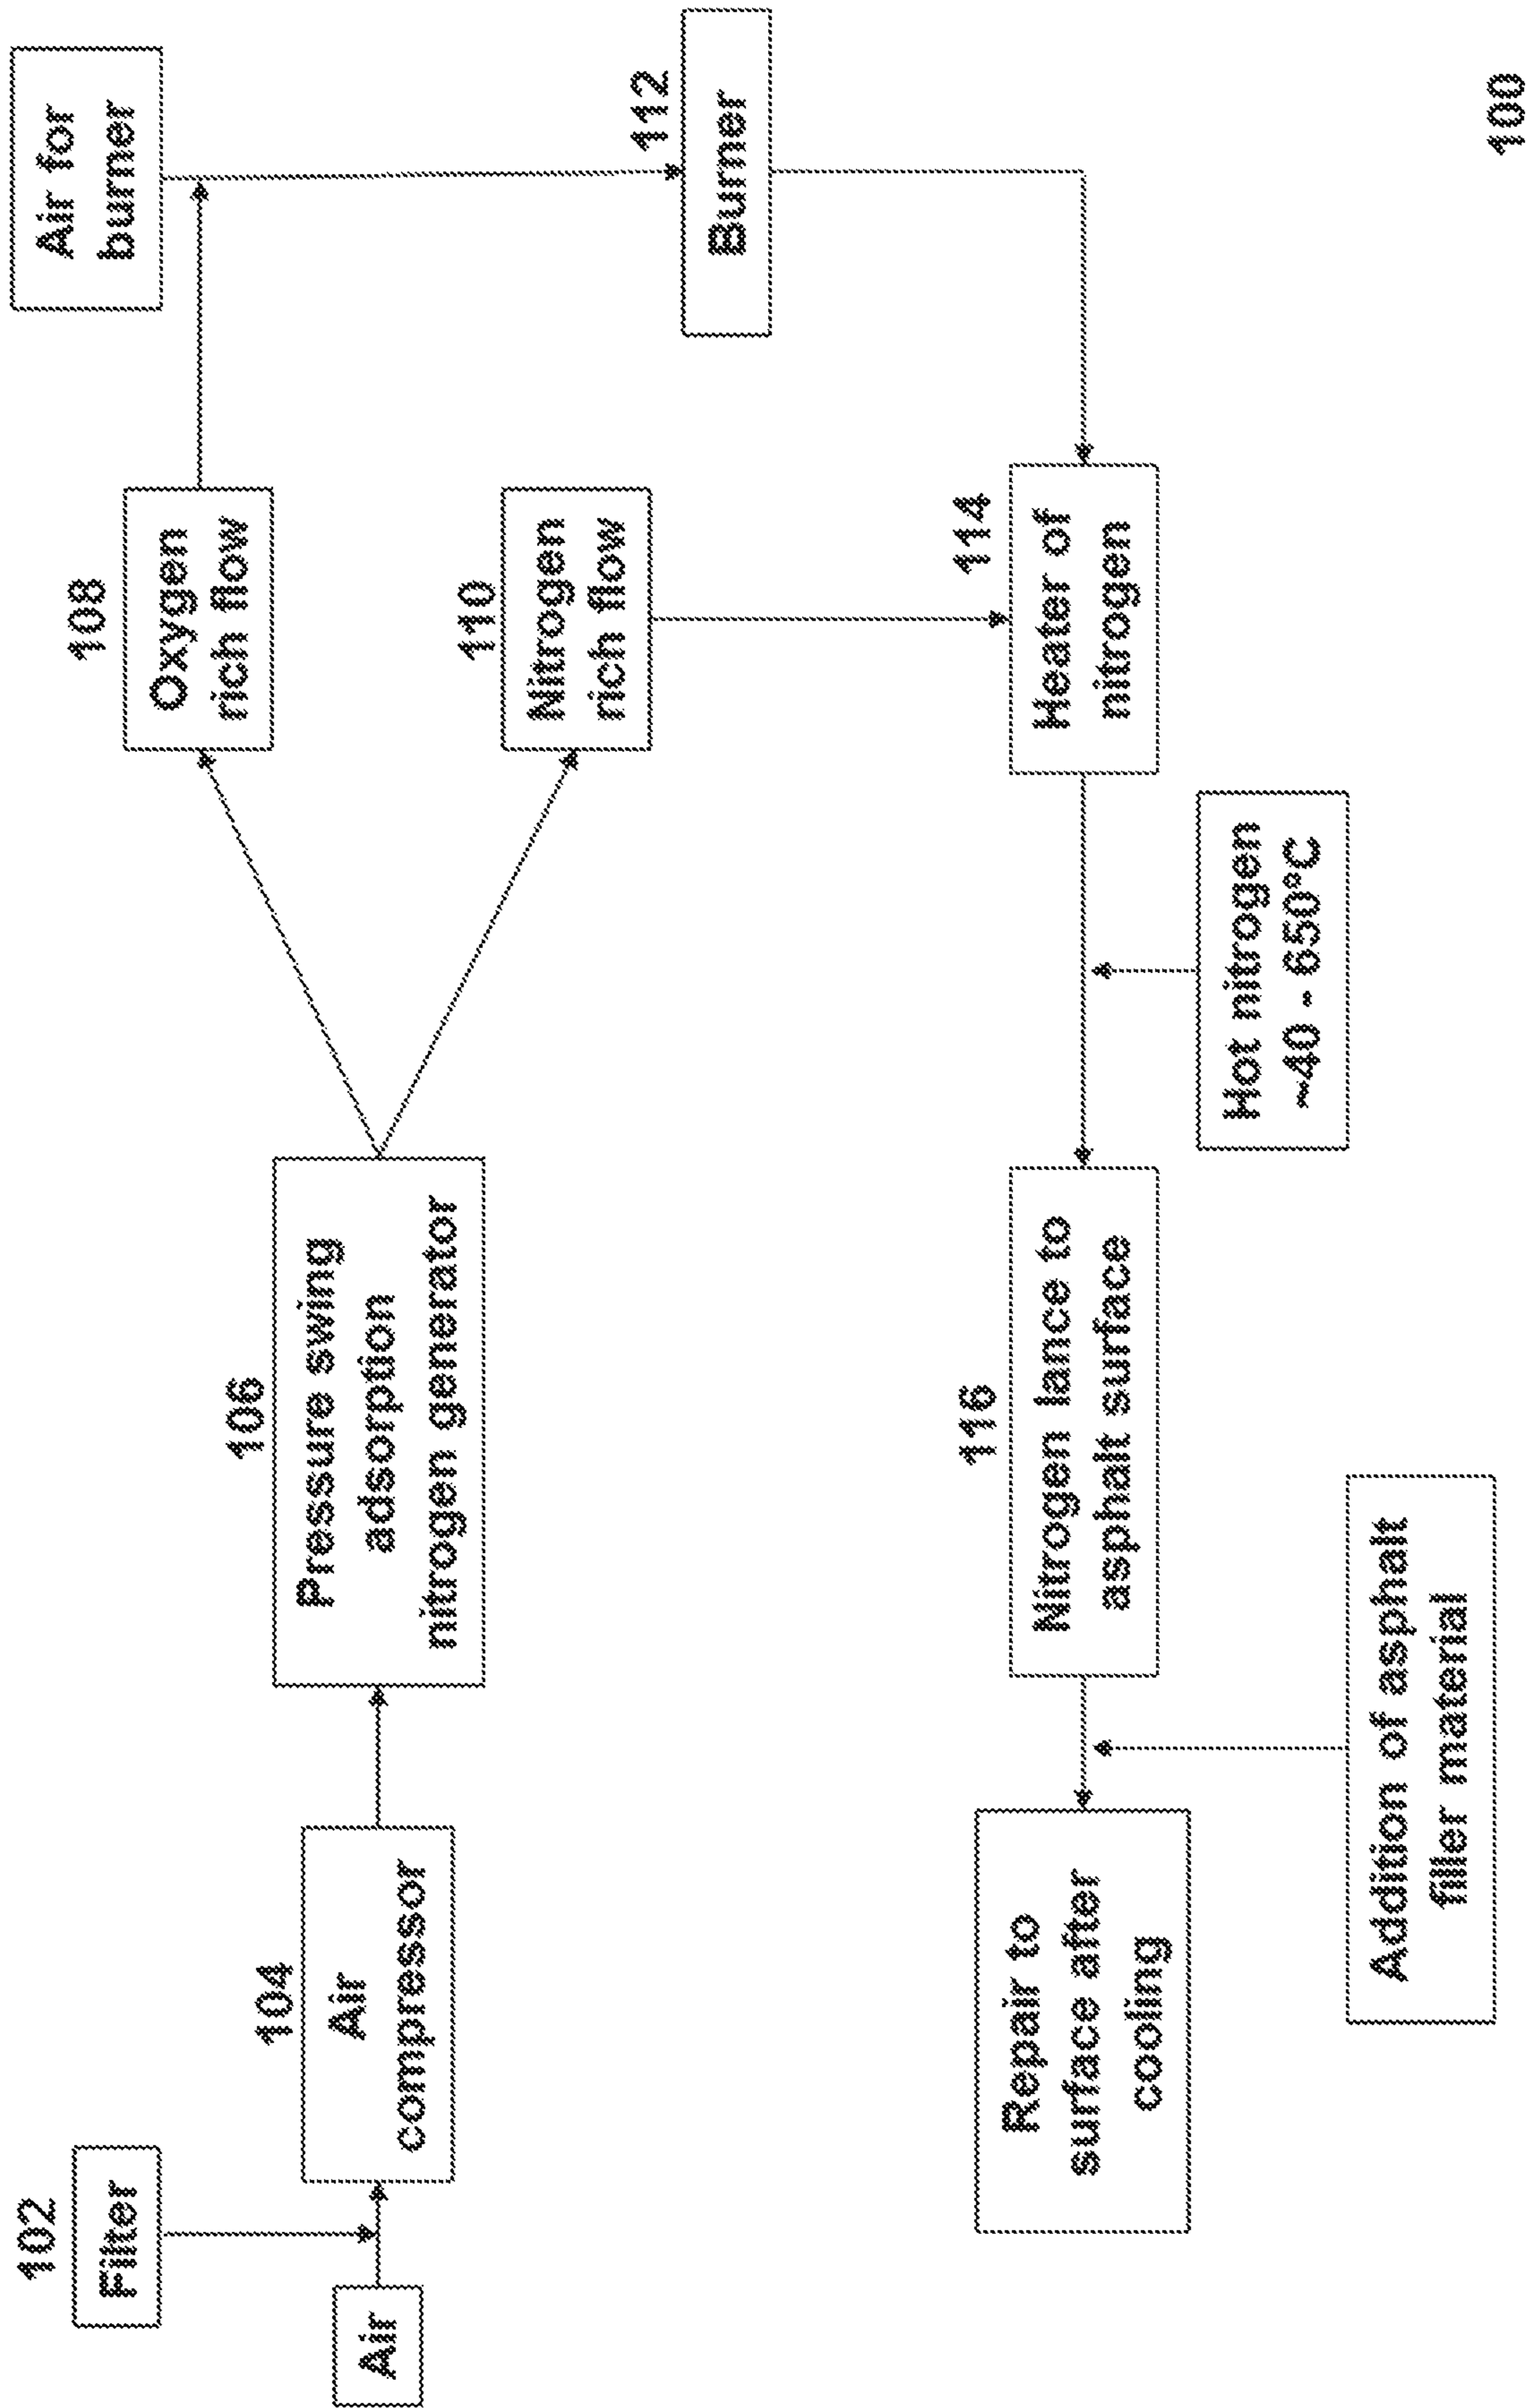 102
Filter
Air
104
Air
compressor
106
Pressure swing
adsorption
nitrogen generator
108
Oxygen
rich flow
110
Nitrogen
rich flow
Air for
burner
112
Burner
114
Heater of
nitrogen
Hot nitrogen
~40 - 650°C
116
Nitrogen lance to
asphalt surface
Addition of asphalt
filler material
Repair to
surface after
cooling
100